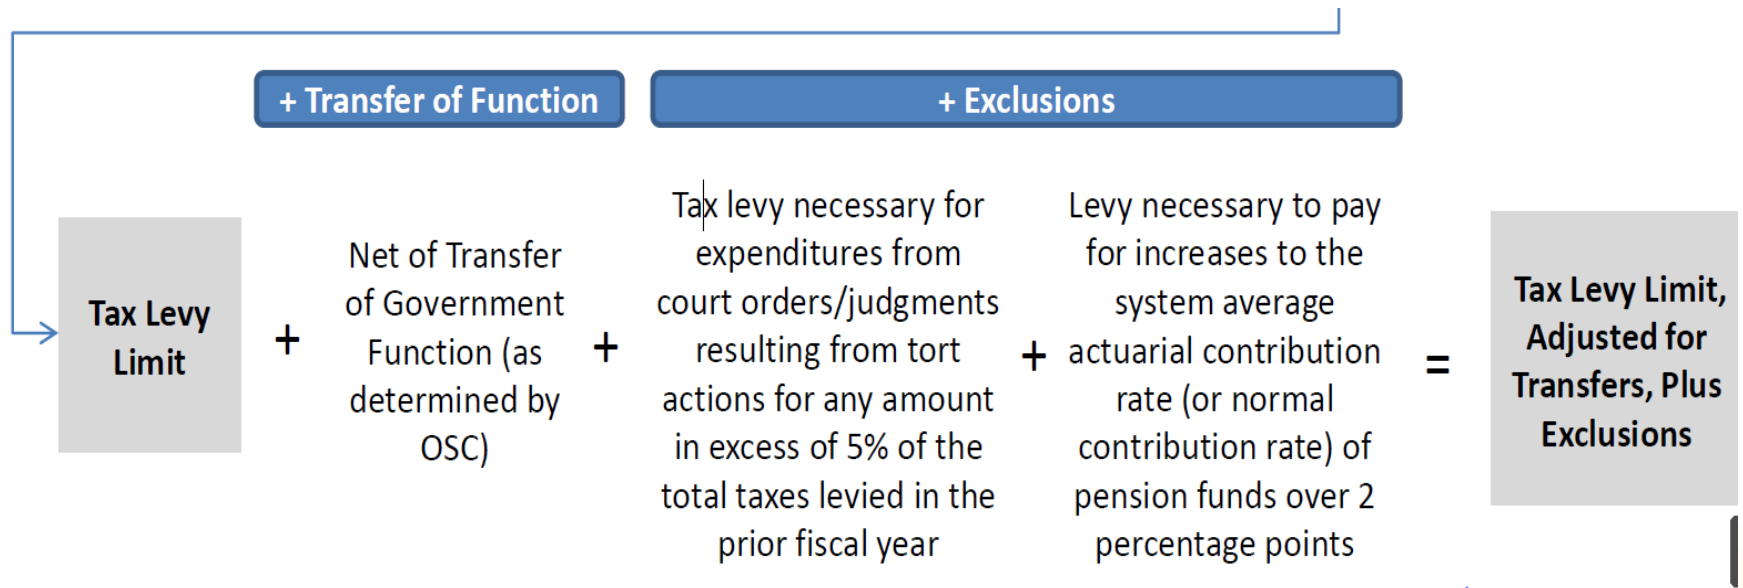 + Transfer of Function
+ Exclusions
Tax Levy
Limit
+
Net of Transfer
of Government
Function (as
determined by
OSC)
+
Tax levy necessary for
expenditures from
court orders/judgments
resulting from tort
actions for any amount
in excess of 5% of the
total taxes levied in the
prior fiscal year
+
Levy necessary to pay
for increases to the
system average
actuarial contribution
rate (or normal
contribution rate) of
pension funds over 2
percentage points
=
Tax Levy Limit,
Adjusted for
Transfers, Plus
Exclusions